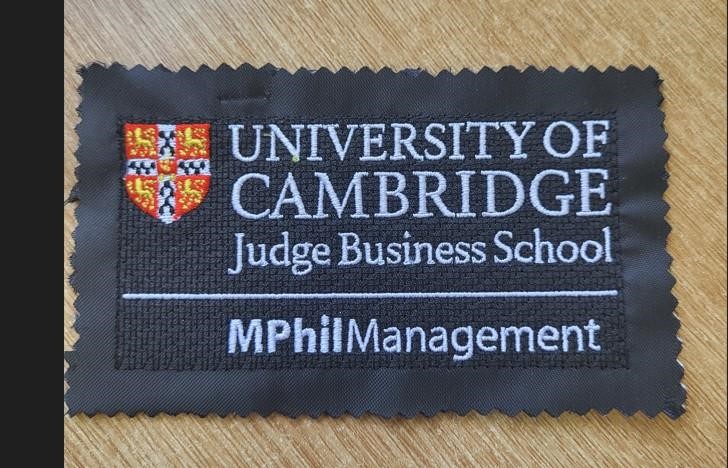 UNIVERSITY OF
CAMBRIDGE
Judge Business School
MPhilManagement